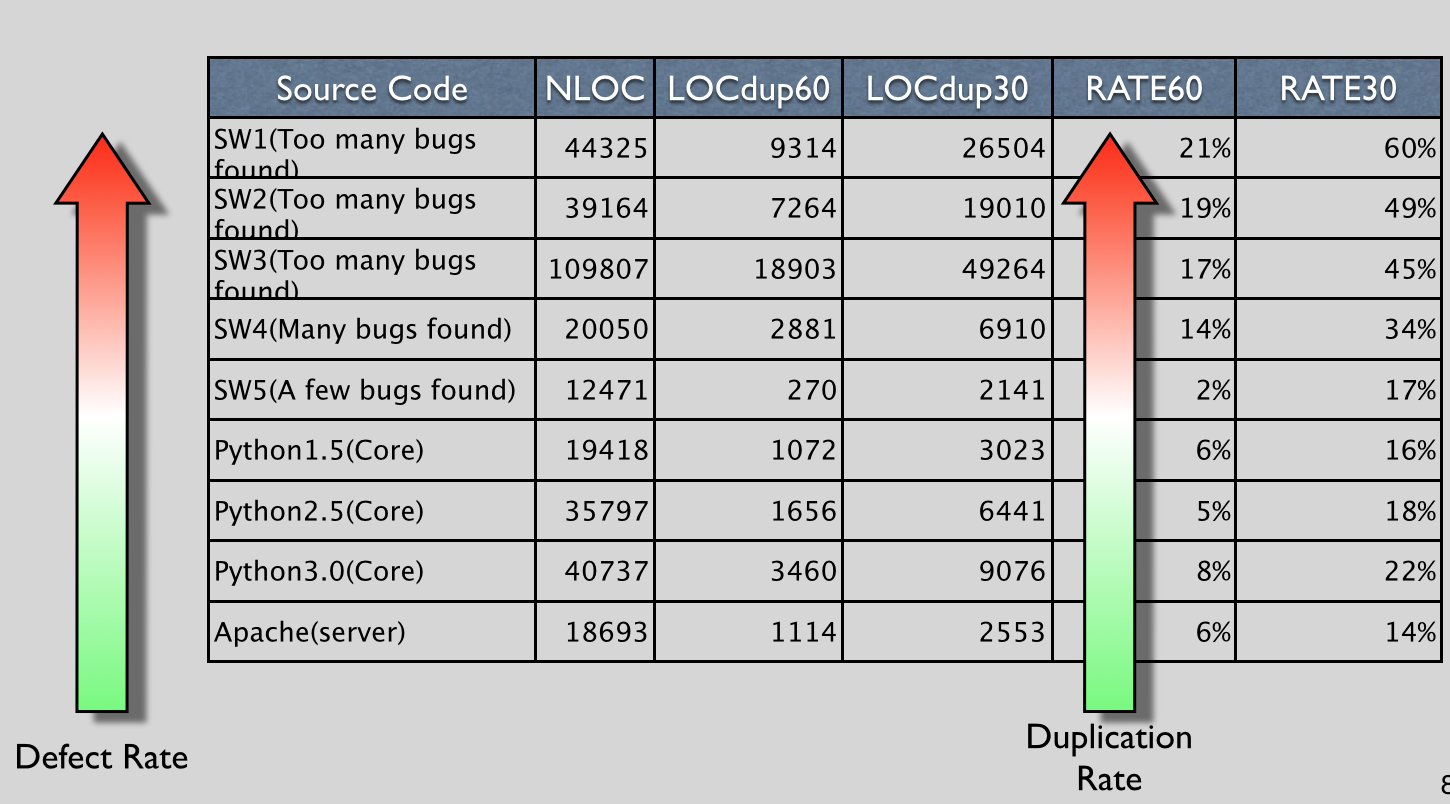 Source Code NLOC LOCdup60 LOCdup30 RATE60 RATE30
SW1(Too many bugs found) 44325 9314 26504 21% 60%
SW2(Too many bugs found) 39164 7264 19010 19% 49%
SW3(Too many bugs found) 109807 18903 49264 17% 45%
SW4(Many bugs found) 20050 2881 6910 14% 34%
SW5(A few bugs found) 12471 270 2141 2% 17%
Python1.5(Core) 19418 1072 3023 6% 16%
Python2.5(Core) 35797 1656 6441 5% 18%
Python3.0(Core) 40737 3460 9076 8% 22%
Apache(server) 18693 1114 2553 6% 14%
Defect Rate
Duplication
Rate
8